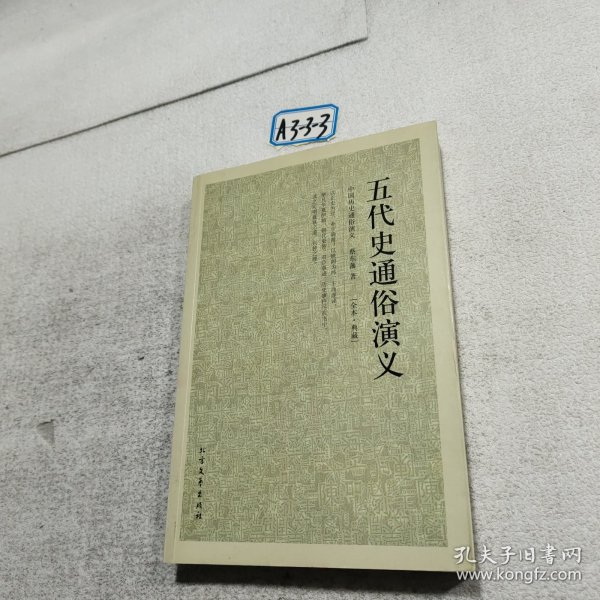 A3-3-3
五代史通俗演义
中国历史通俗演义 蔡东藩 著
[全本·典藏]
北京文艺出版社
孔夫子旧书网
www.kongfz.com